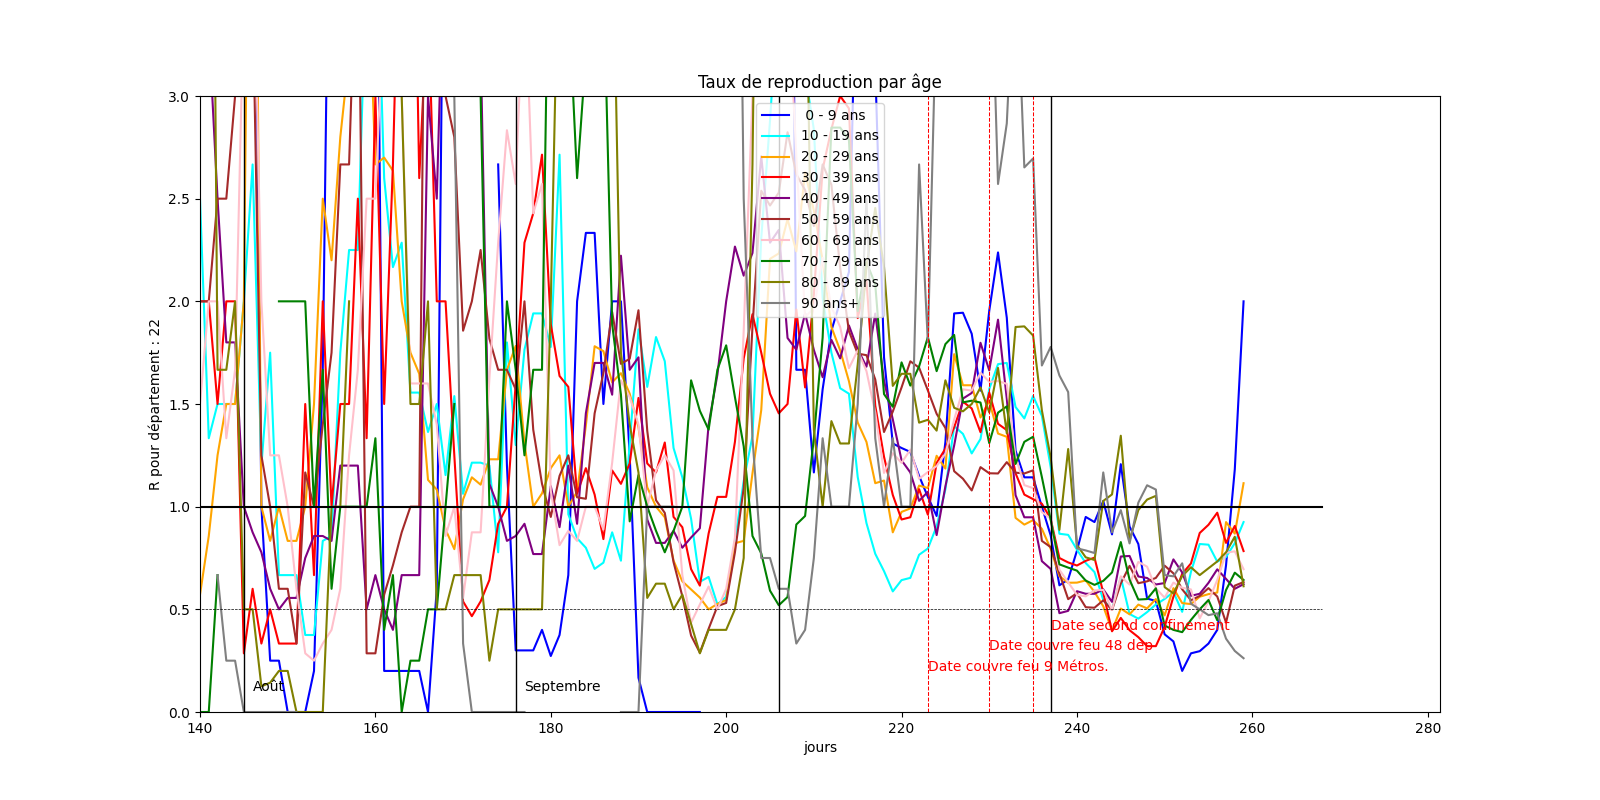 Taux de reproduction par âge
R pour département : 22
3.0
2.5
2.0
1.5
1.0
0.5
0.0
0 - 9 ans
10 - 19 ans
20 - 29 ans
30 - 39 ans
40 - 49 ans
50 - 59 ans
60 - 69 ans
70 - 79 ans
80 - 89 ans
90 ans+
Date second confinement
Date couvre feu 48 dep
Date couvre feu 9 Métros.
Août
Septembre
140
160
180
200
220
240
260
280
jours